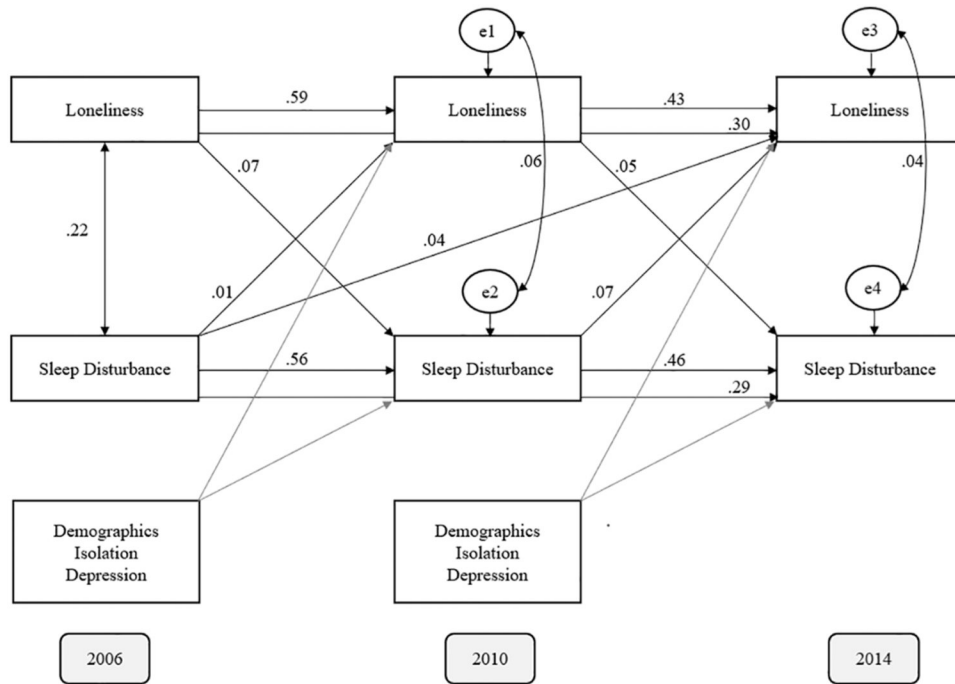 e1
e3
Loneliness
.59
Loneliness
.43
Loneliness
.30
.07
.06
.05
.04
.22
.04
.01
e2
.07
e4
Sleep Disturbance
.56
Sleep Disturbance
.46
Sleep Disturbance
.29
Demographics
Isolation
Depression
Demographics
Isolation
Depression
2006
2010
2014